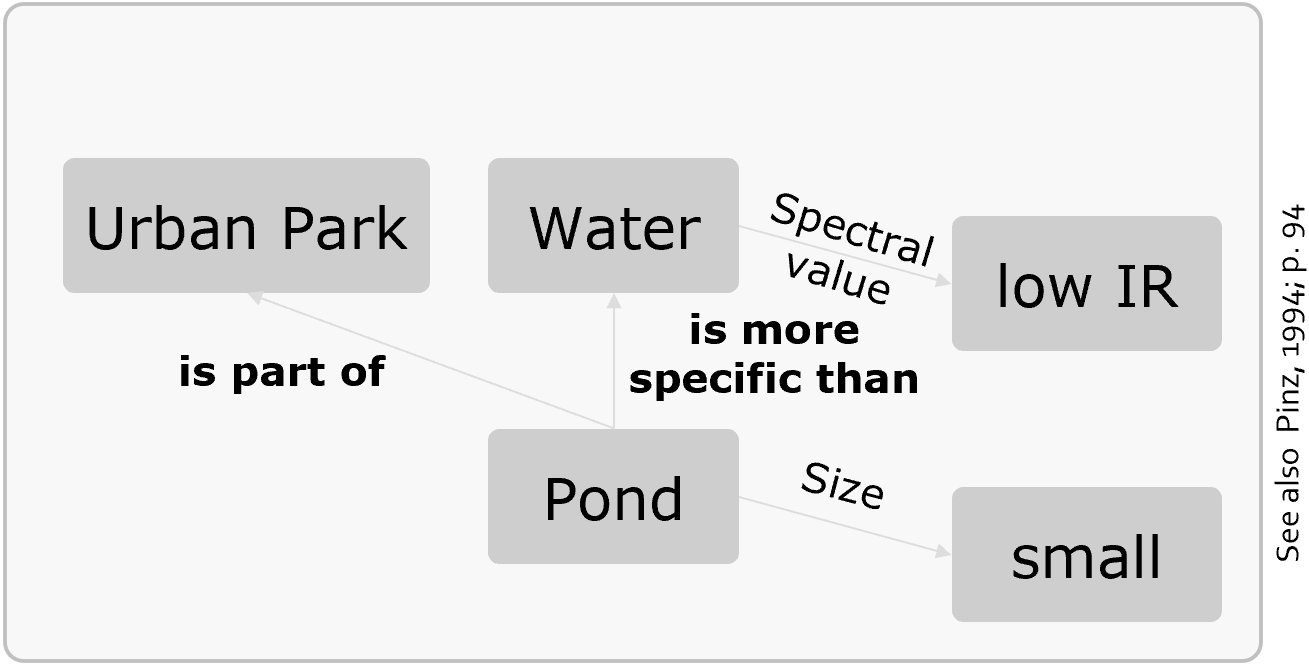 Urban Park
Water
Spectral
value
low IR
is more
specific than
is part of
Pond
Size
small
See also Pinz, 1994; p. 94